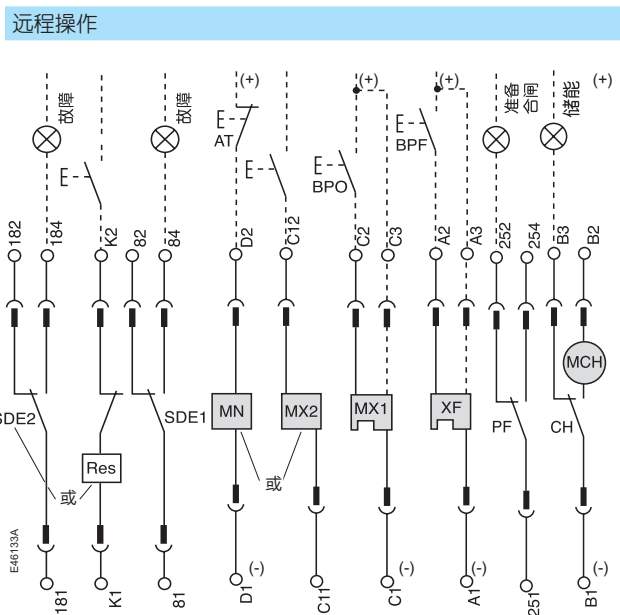 远程操作
(+)
(+)
(+)
(+)
故障
故障
准备
合闸
储能
AT
BPO
BPF
182
184
K2
82
84
D2
C12
C2
C3
A2
A3
252
254
B3
B2
MCH
SDE2
SDE1
MN
MX2
MX1
XF
PF
CH
Res
或
或
E46133A
(-)
(-)
(-)
(-)
181
K1
81
D1
C11
C1
A1
251
B1